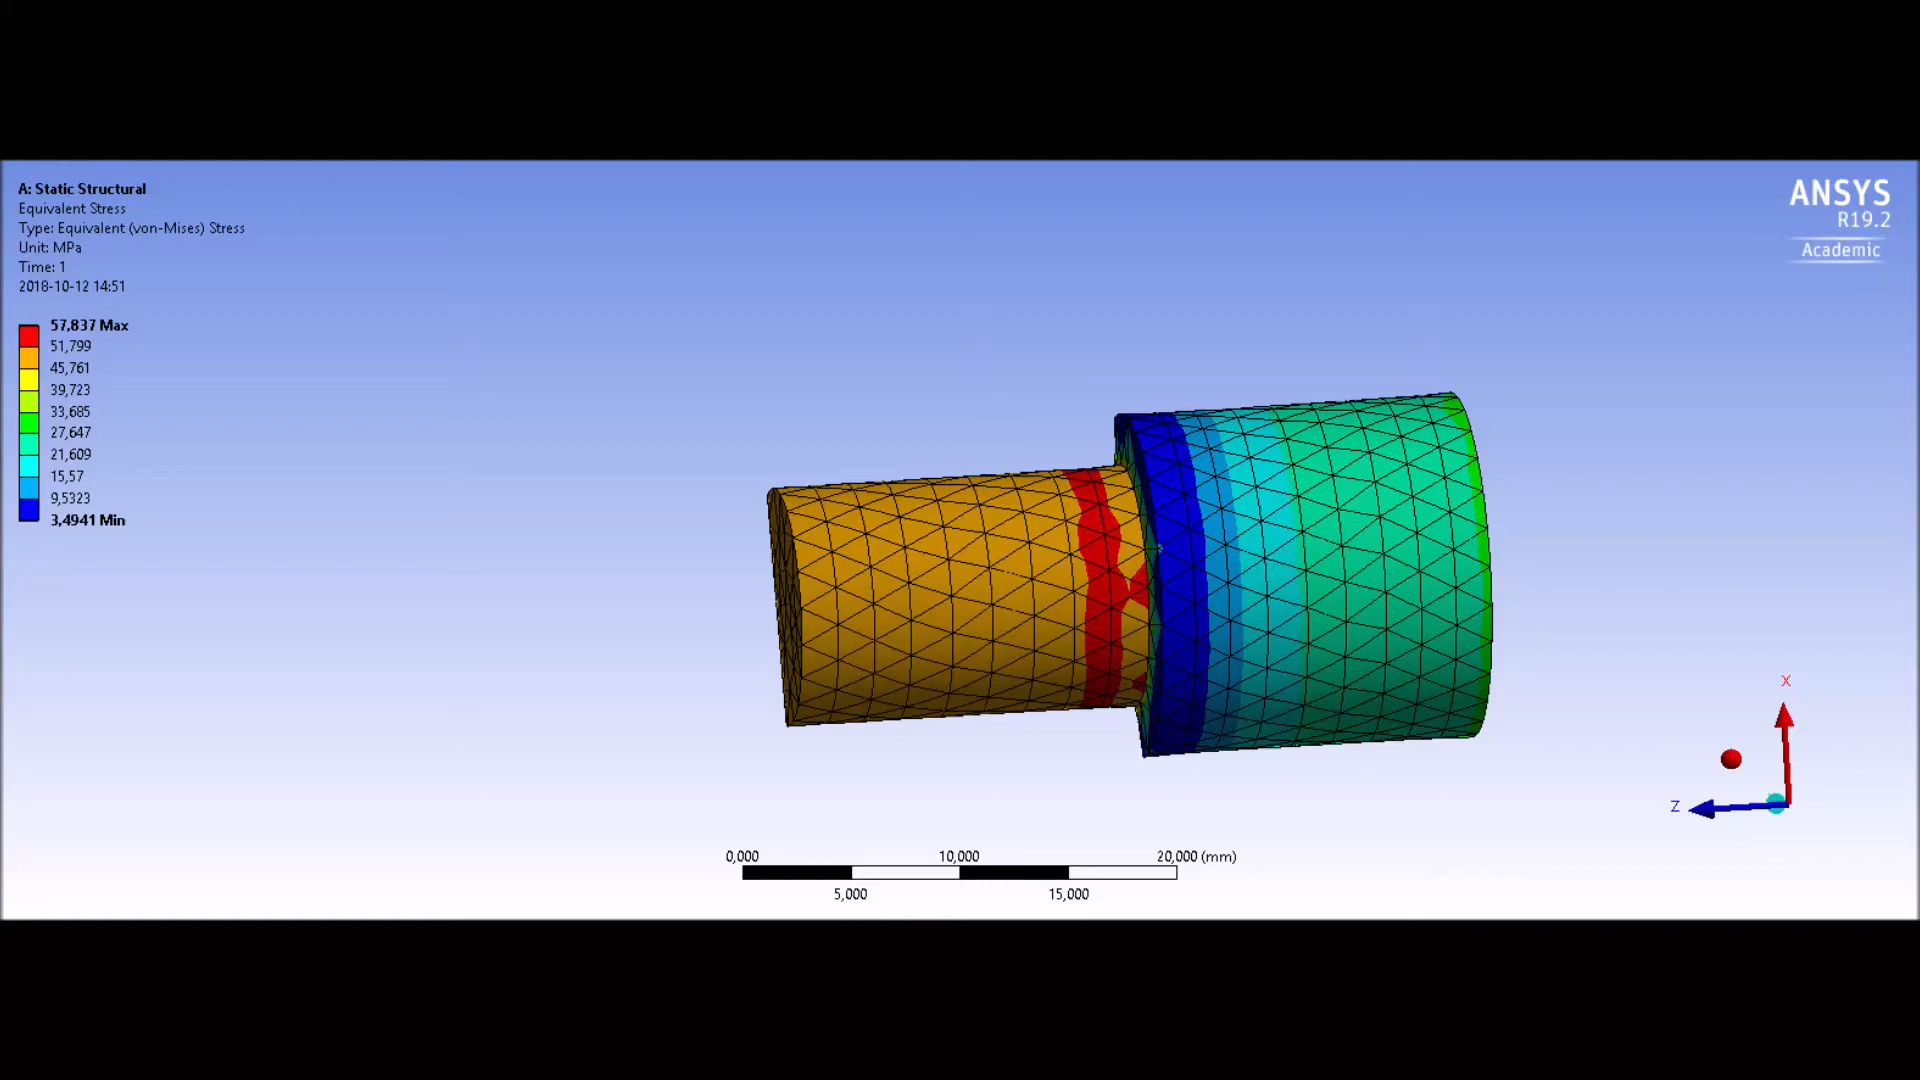 A: Static Structural
Equivalent Stress
Type: Equivalent (von-Mises) Stress
Unit: MPa
Time: 1
2018-10-12 14:51
57,837 Max
51,799
45,761
39,723
33,685
27,647
21,609
15,57
9,5323
3,4941 Min
ANSYS
R19.2
Academic
X
Z
0,000 10,000 20,000 (mm)
5,000 15,000